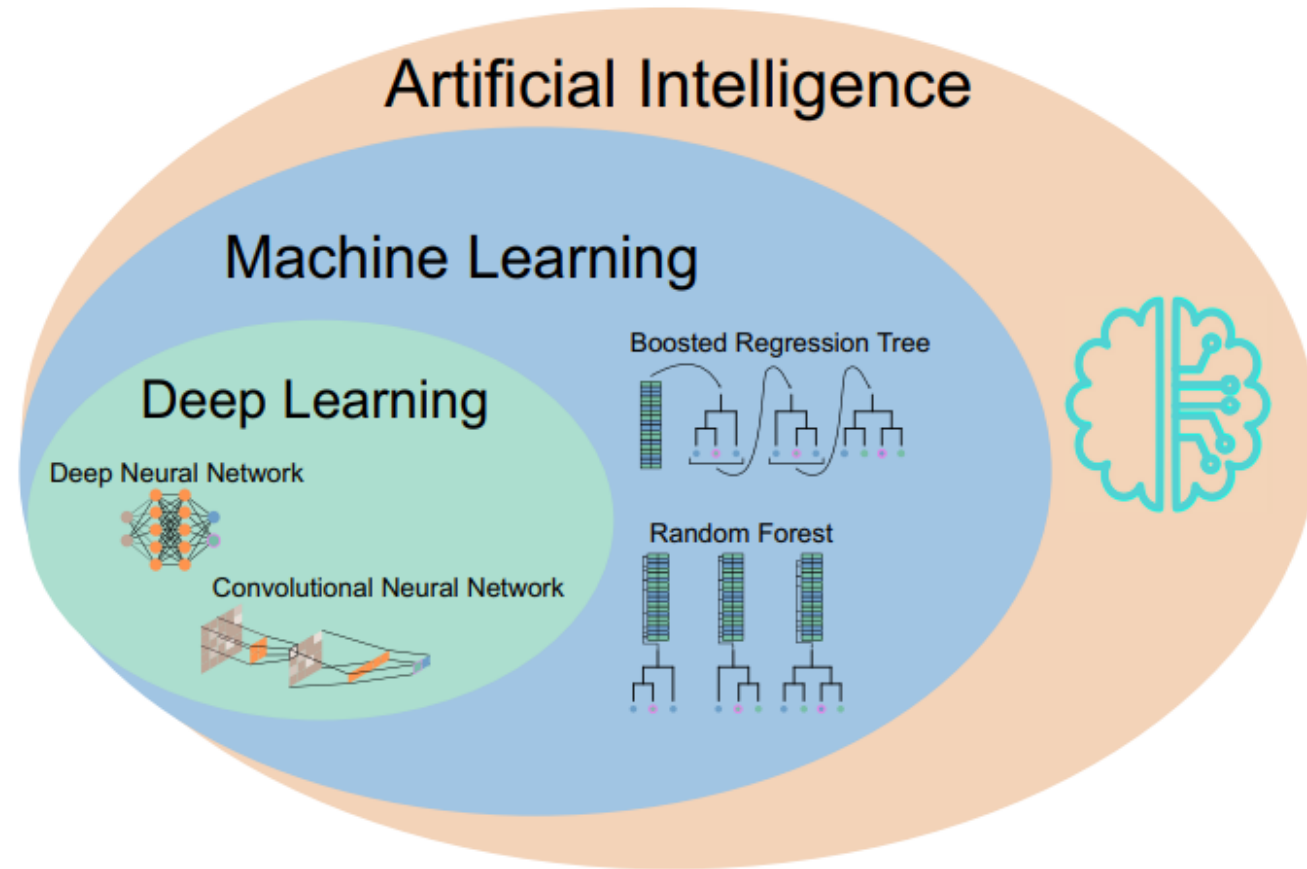 Artificial Intelligence
Machine Learning
Boosted Regression Tree
Deep Learning
Deep Neural Network
Random Forest
Convolutional Neural Network